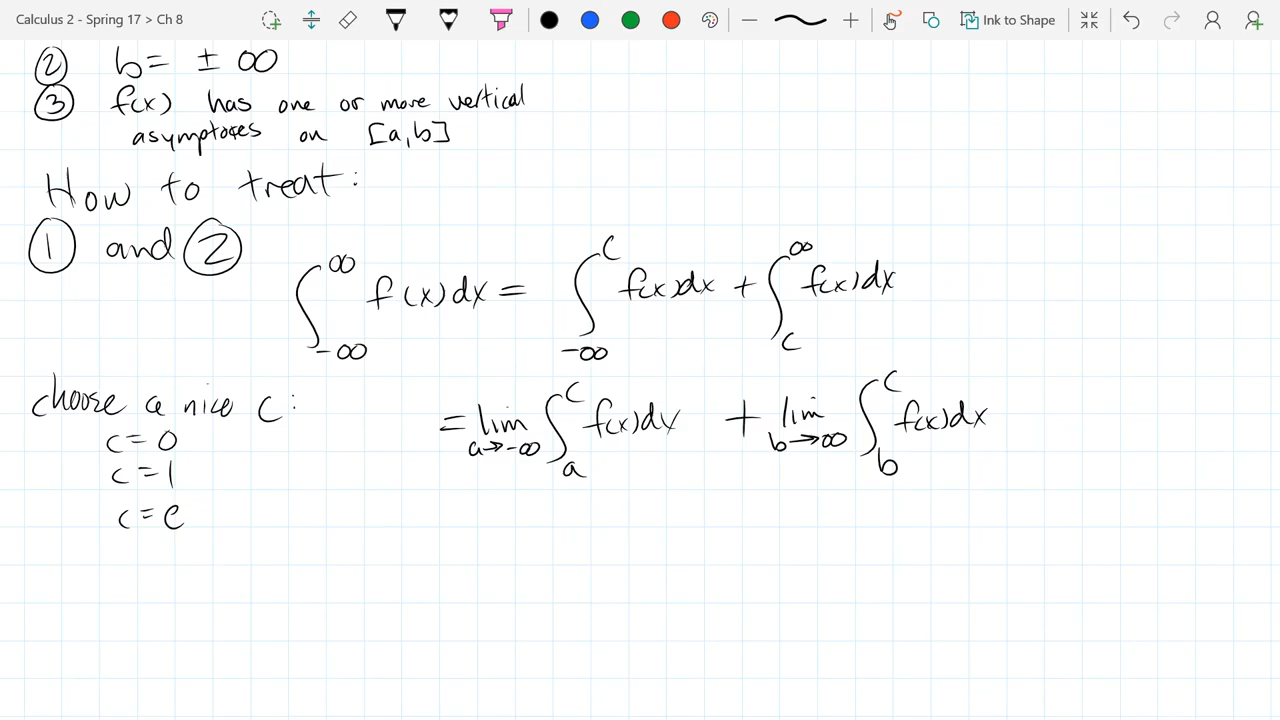 Calculus 2 - Spring 17 > Ch 8
Ink to Shape
② b = ± ∞
③ f(x) has one or more vertical
asymptotes on [a,b]
How to treat:
① and ②
∫_{-∞}^{∞} f(x)dx = ∫_{-∞}^{c} f(x)dx + ∫_{c}^{∞} f(x)dx
choose a nice c:
= lim_{a→-∞} ∫_{a}^{c} f(x)dx + lim_{b→∞} ∫_{b}^{c} f(x)dx
c = 0
c = 1
c = e